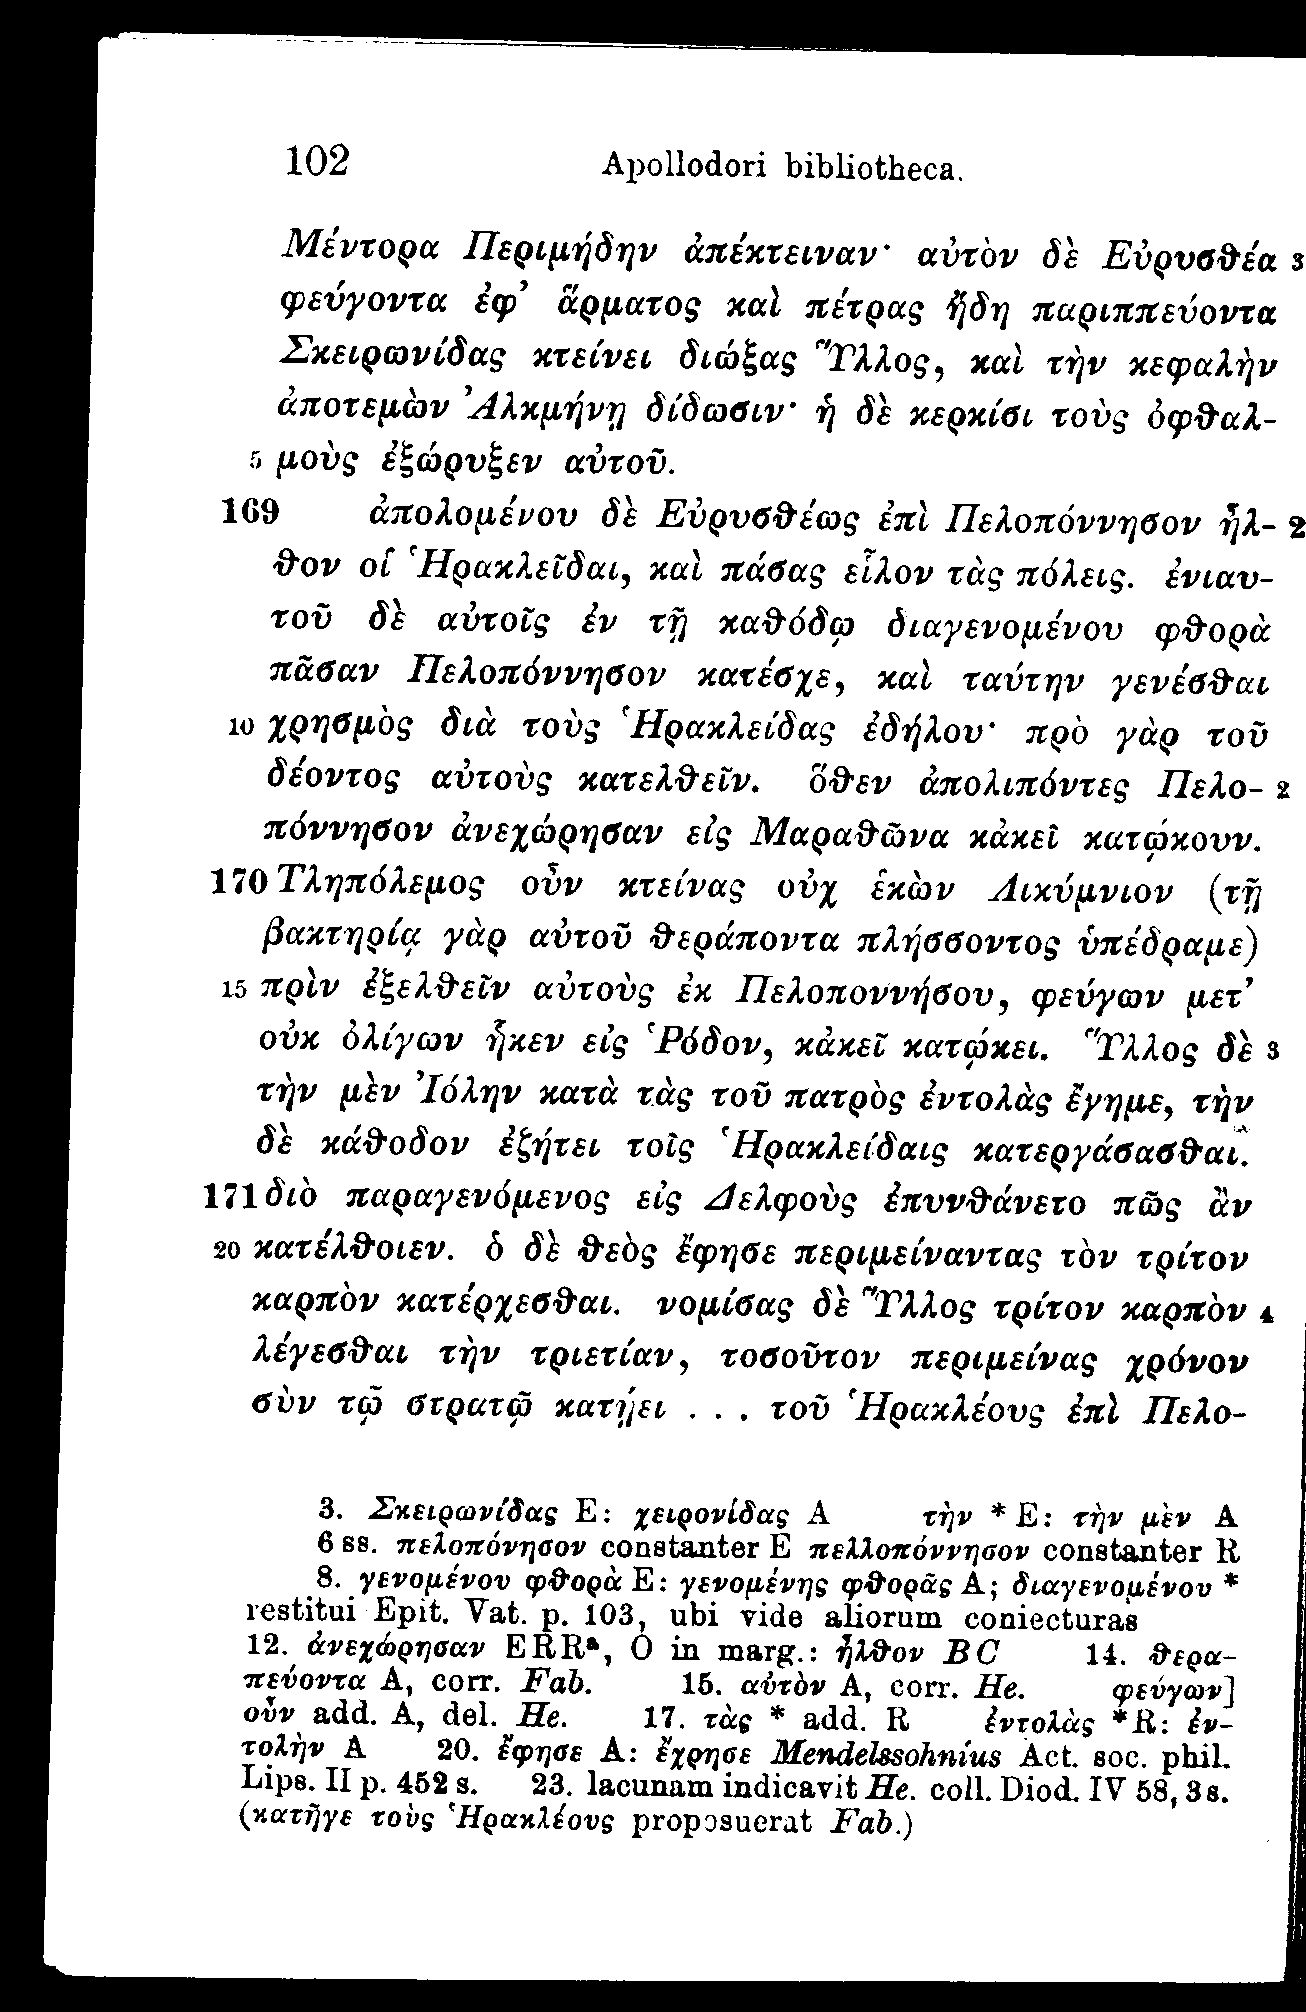 102 Apollodori bibliotheca.
Μέντορα Περιμήδην ἀπέκτειναν· αὐτὸν δὲ Εὐρυσθέα 3
φεύγοντα ἐφ’ ἅρματος καὶ πέτρας ἤδη παριππεύοντα
Σκειρωνίδας κτείνει διώξας Ὕλλος, καὶ τὴν κεφαλὴν
ἀποτεμὼν Ἀλκμήνῃ δίδωσιν· ἡ δὲ κερκίσι τοὺς ὀφθαλ-
5 μοὺς ἐξώρυξεν αὐτοῦ.
169 ἀπολομένου δὲ Εὐρυσθέως ἐπὶ Πελοπόννησον ἦλ- 2
θον οἱ Ἡρακλεῖδαι, καὶ πάσας εἷλον τὰς πόλεις. ἐνιαυ-
τοῦ δὲ αὐτοῖς ἐν τῇ καθόδῳ διαγενομένου φθορὰ
πᾶσαν Πελοπόννησον κατέσχε, καὶ ταύτην γενέσθαι
10 χρησμὸς διὰ τοὺς Ἡρακλείδας ἐδήλου· πρὸ γὰρ τοῦ
δέοντος αὐτοὺς κατελθεῖν. ὅθεν ἀπολιπόντες Πελο- 2
πόννησον ἀνεχώρησαν εἰς Μαραθῶνα κἀκεῖ κατῴκουν.
170 Τληπόλεμος οὖν κτείνας οὐχ ἑκὼν Λικύμνιον (τῇ
βακτηρίᾳ γὰρ αὐτοῦ θεράποντα πλήσσοντος ὑπέδραμε)
15 πρὶν ἐξελθεῖν αὐτοὺς ἐκ Πελοποννήσου, φεύγων μετ’
οὐκ ὀλίγων ἧκεν εἰς Ῥόδον, κἀκεῖ κατῴκει. Ὕλλος δὲ 3
τὴν μὲν Ἰόλην κατὰ τὰς τοῦ πατρὸς ἐντολὰς ἔγημε, τὴν
δὲ κάθοδον ἐζήτει τοῖς Ἡρακλείδαις κατεργάσασθαι.
171 διὸ παραγενόμενος εἰς Δελφοὺς ἐπυνθάνετο πῶς ἂν
20 κατέλθοιεν. ὁ δὲ θεὸς ἔφησε περιμείναντας τὸν τρίτον
καρπὸν κατέρχεσθαι. νομίσας δὲ Ὕλλος τρίτον καρπὸν 4
λέγεσθαι τὴν τριετίαν, τοσοῦτον περιμείνας χρόνον
σὺν τῷ στρατῷ κατῄει . . . τοῦ Ἡρακλέους ἐπὶ Πελο-
3. Σκειρωνίδας E: χειρονίδας A τὴν * E: τὴν μὲν A
6 ss. πελοπόνησον constanter E πελλοπόννησον constanter R
8. γενομένου φθορὰ E: γενομένης φθορᾶς A; διαγενομένου *
restitui Epit. Vat. p. 103, ubi vide aliorum coniecturas
12. ἀνεχώρησαν ERRᵃ, O in marg.: ἦλθον BC 14. θερα-
πεύοντα A, corr. Fab. 15. αὐτὸν A, corr. He. φεύγων]
οὖν add. A, del. He. 17. τὰς * add. R ἐντολὰς * R: ἐν-
τολὴν A 20. ἔφησε A: ἔχρησε Mendelssohnius Act. soc. phil.
Lips. II p. 452 s. 23. lacunam indicavit He. coll. Diod. IV 58, 3 s.
(κατῆγε τοὺς Ἡρακλέους proposuerat Fab.)